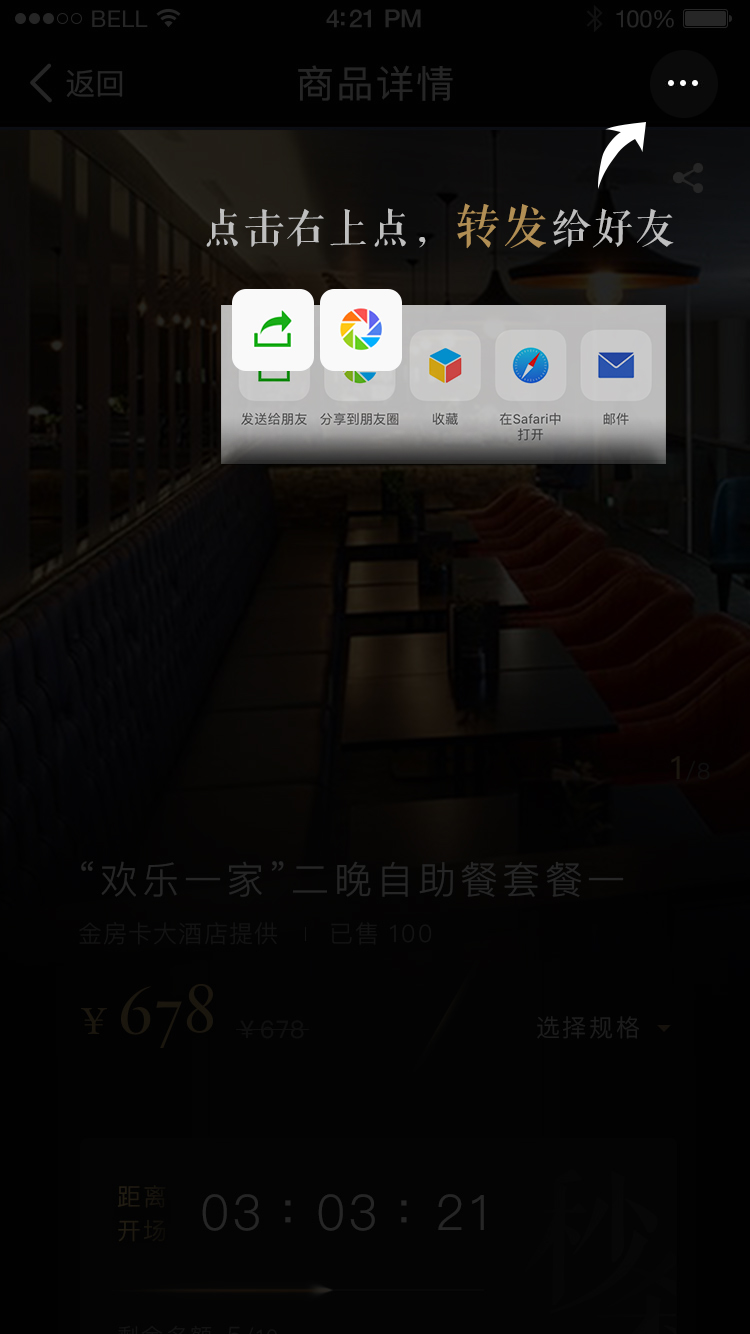 BELL 4:21 PM 100%
返回 商品详情
点击右上点，转发给好友
发送给朋友 分享到朋友圈 收藏 在Safari中打开 邮件
1/8
“欢乐一家”二晚自助餐套餐一
金房卡大酒店提供 | 已售 100
¥ 678 ¥678 选择规格
距离
开场
03 : 03 : 21
秒